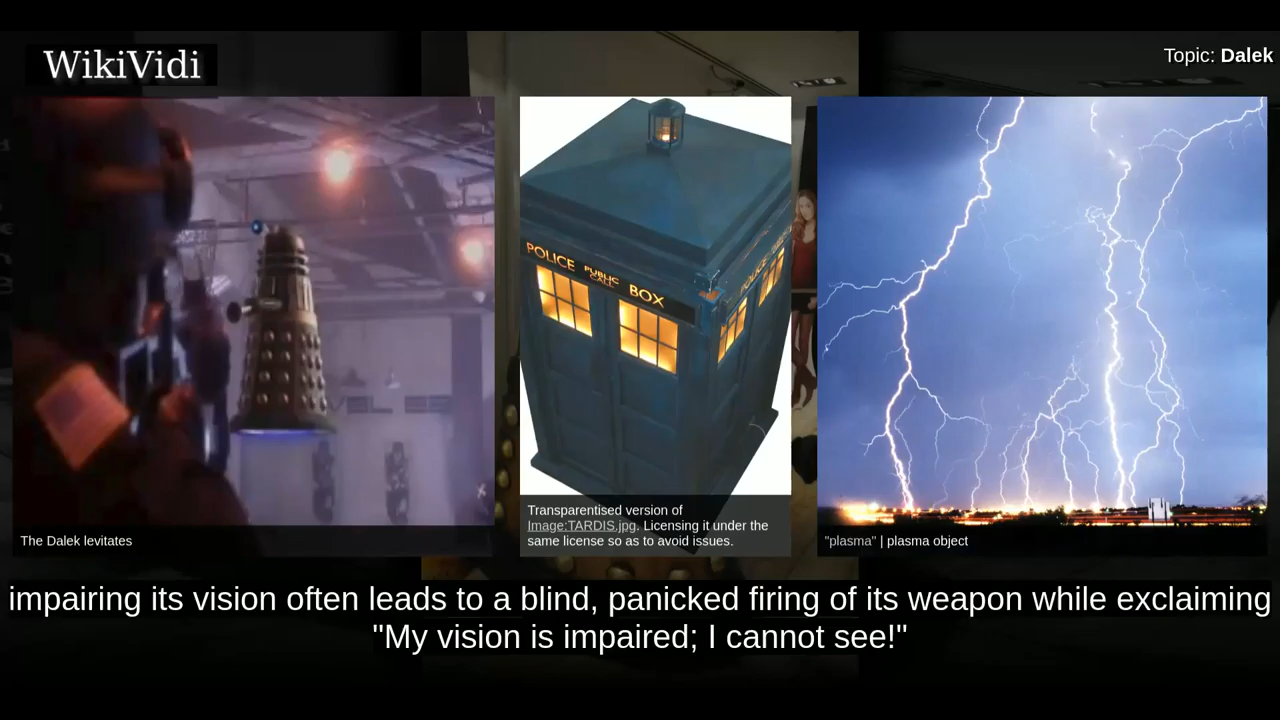 WikiVidi
Topic: Dalek
POLICE PUBLIC CALL BOX
POLICE
The Dalek levitates
Transparentised version of
Image:TARDIS.jpg. Licensing it under the
same license so as to avoid issues.
"plasma" | plasma object
impairing its vision often leads to a blind, panicked firing of its weapon while exclaiming
"My vision is impaired; I cannot see!"